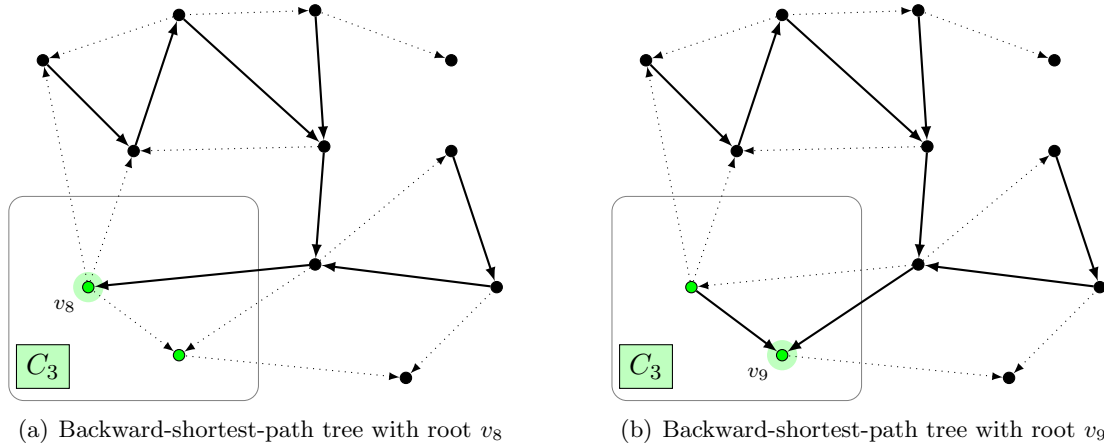 v8
C3
(a) Backward-shortest-path tree with root v8
v9
C3
(b) Backward-shortest-path tree with root v9